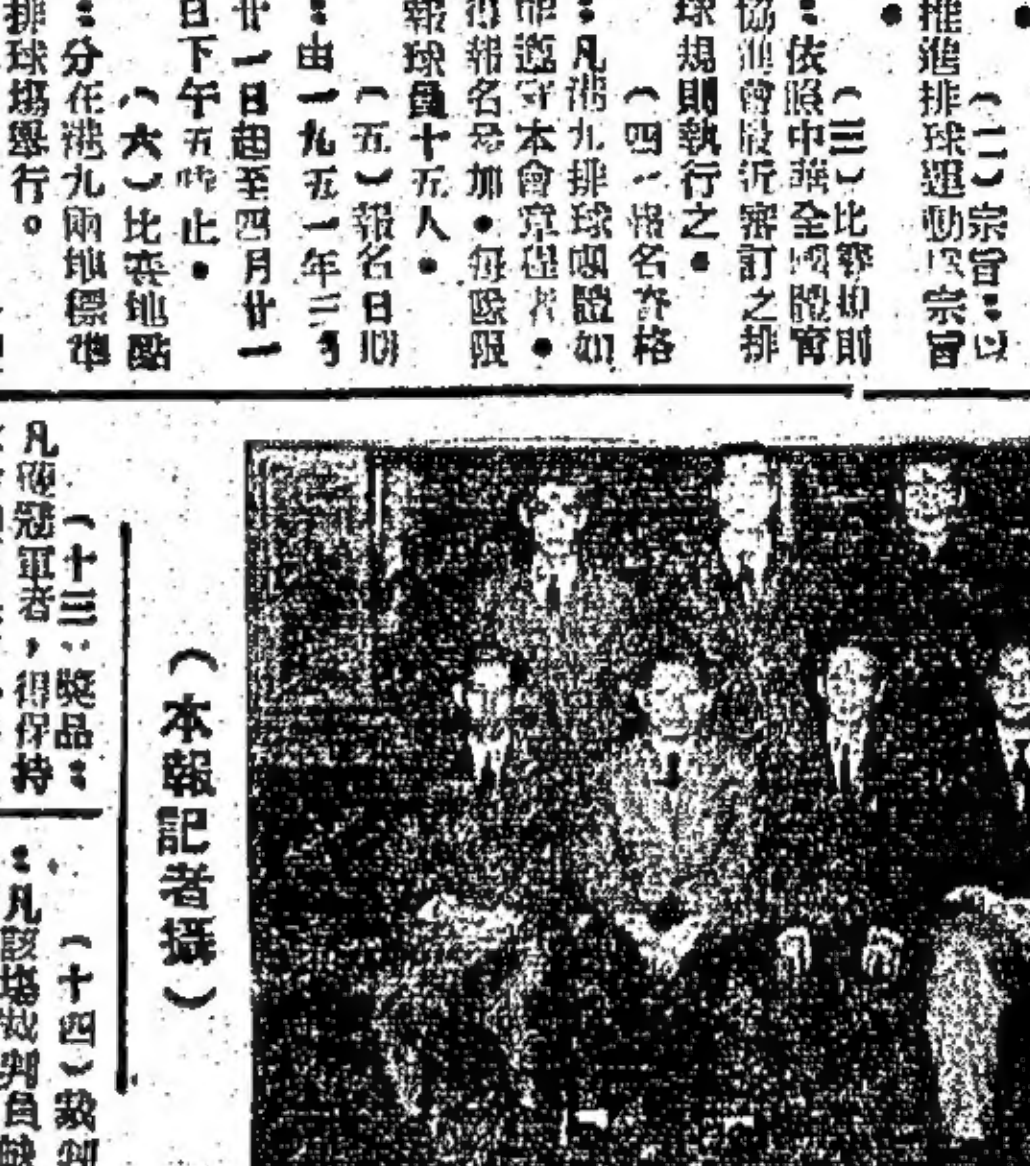 （二）宗旨：以
推進排球運動為宗旨
（三）比賽抑則
：依照中華全國體育
協進會最近審訂之排
球規則執行之●
（四）報名資格
：凡港九排球團體如
能遵守本會章程者●
得報名參加●每隊限
報球員十五人●
（五）報名日期
：由一九五一年三月
廿一日起至四月廿一
日下午五時止●
（六）比賽地點
：分在港九兩地標準
排球塲舉行。
（十三）獎品：
凡獲冠軍者，得保持
（十四）裁判
：凡該塲裁判負缺
（本報記者攝）